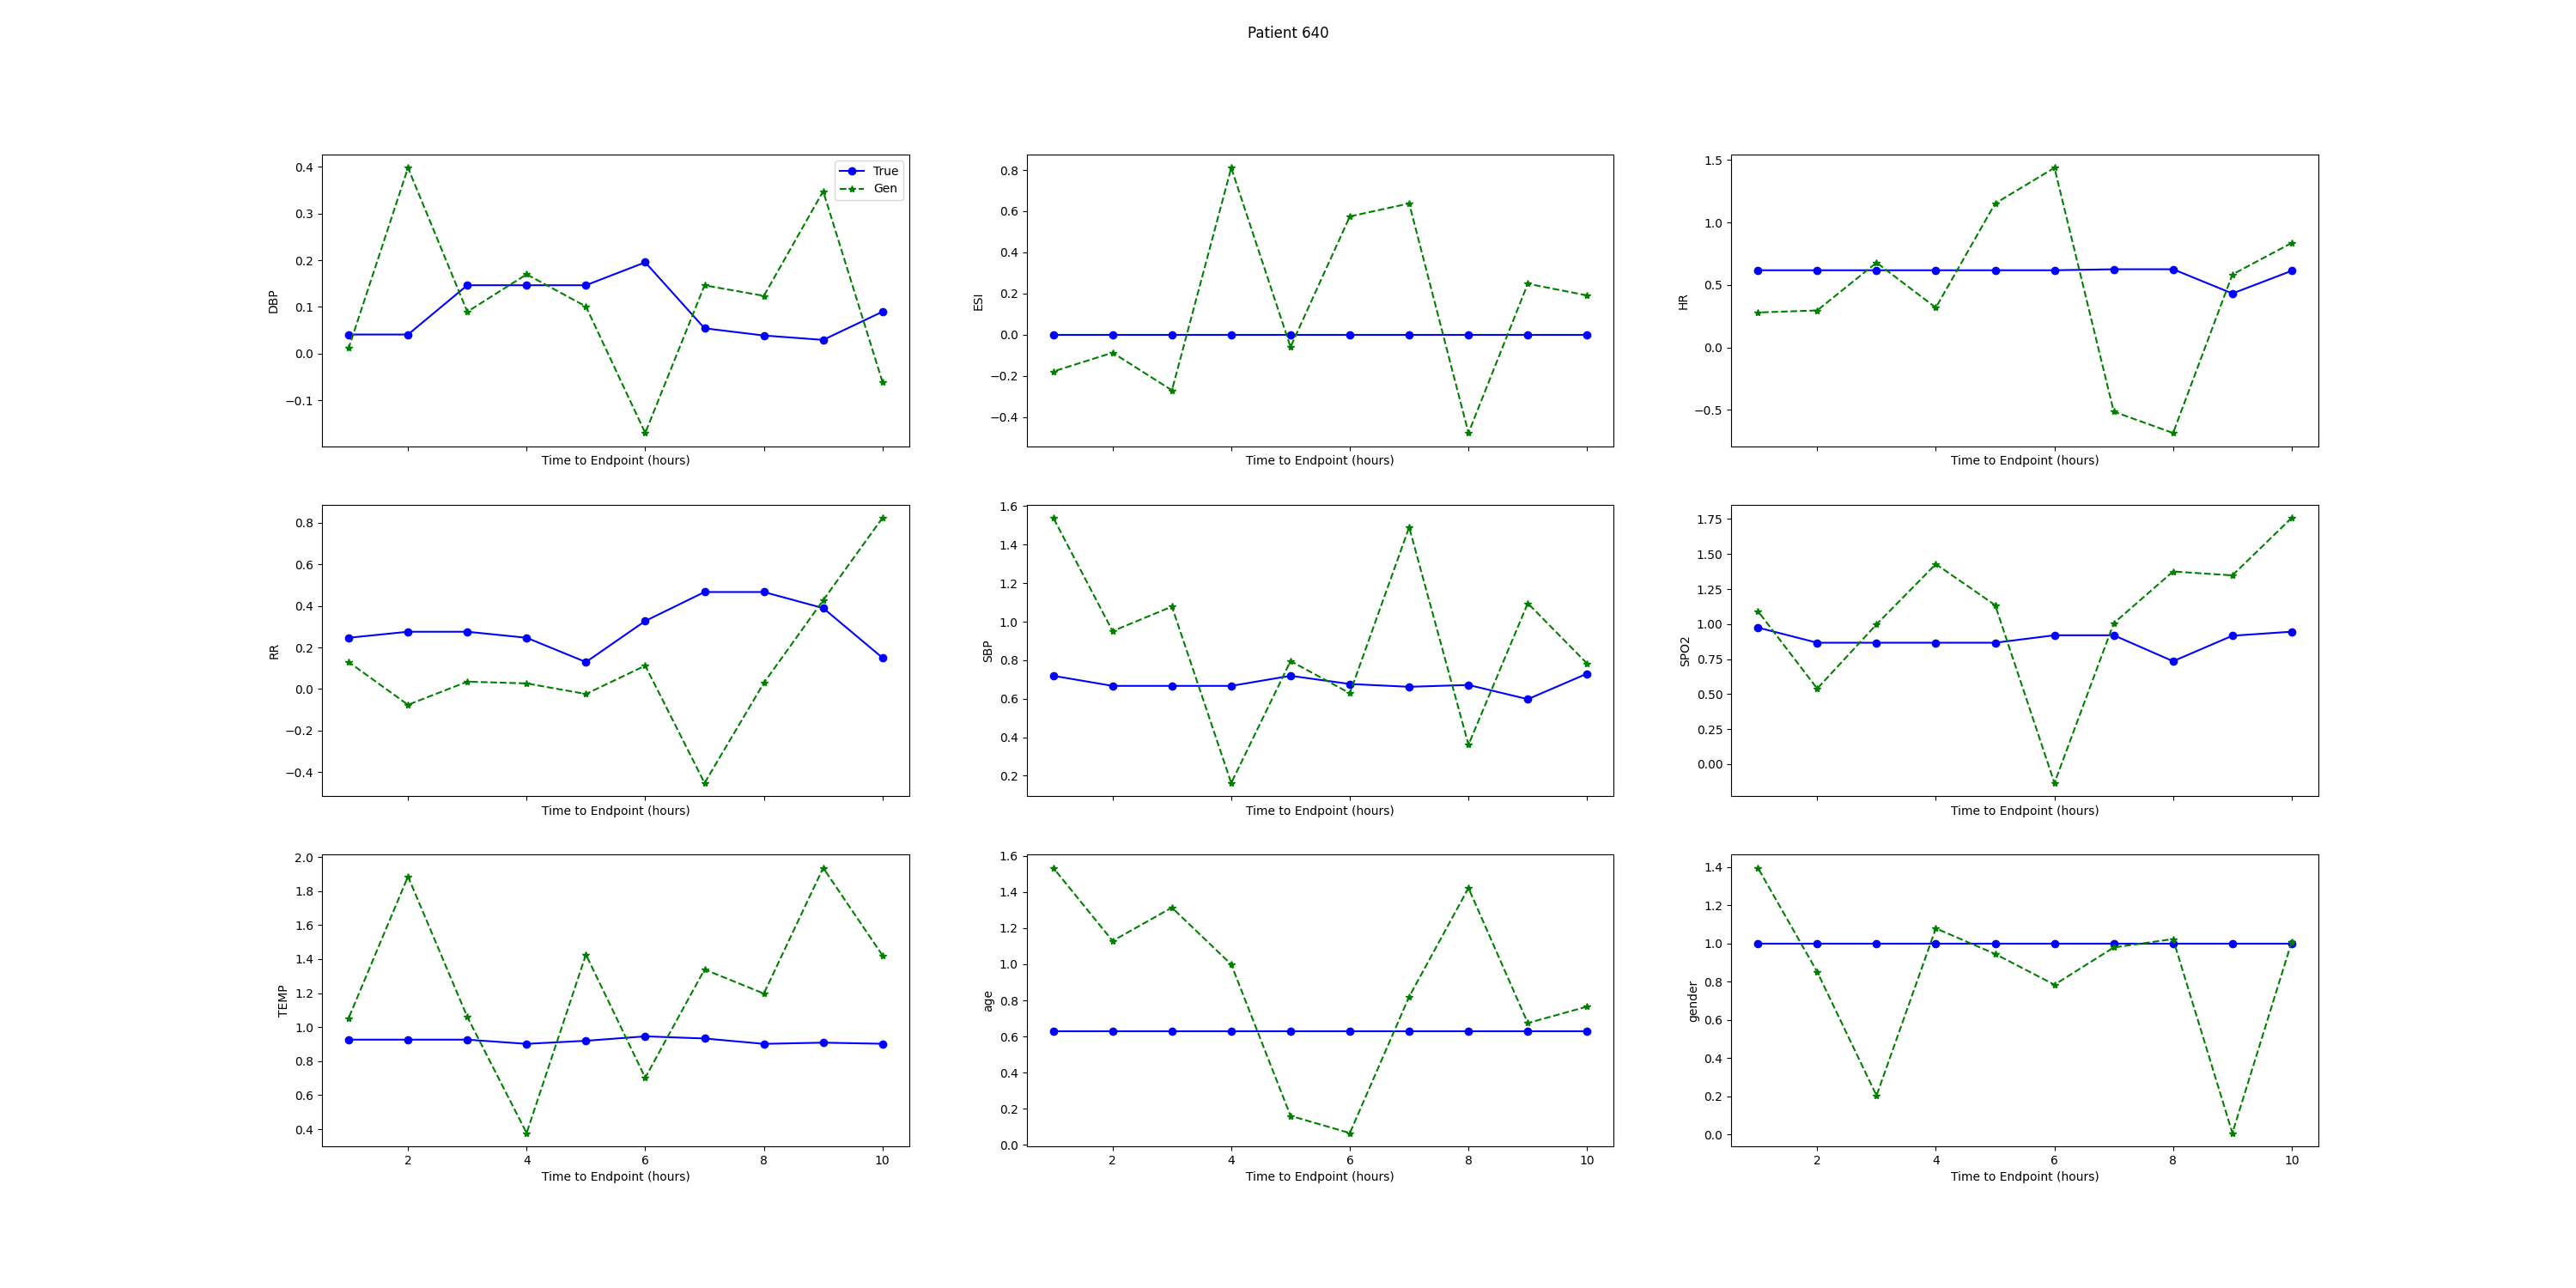 Patient 640
DBP
0.4
0.3
0.2
0.1
0.0
−0.1
True
Gen
Time to Endpoint (hours)
ESI
0.8
0.6
0.4
0.2
0.0
−0.2
−0.4
Time to Endpoint (hours)
HR
1.5
1.0
0.5
0.0
−0.5
Time to Endpoint (hours)
RR
0.8
0.6
0.4
0.2
0.0
−0.2
−0.4
Time to Endpoint (hours)
SBP
1.6
1.4
1.2
1.0
0.8
0.6
0.4
0.2
Time to Endpoint (hours)
SPO2
1.75
1.50
1.25
1.00
0.75
0.50
0.25
0.00
Time to Endpoint (hours)
TEMP
2.0
1.8
1.6
1.4
1.2
1.0
0.8
0.6
0.4
2 4 6 8 10
Time to Endpoint (hours)
age
1.6
1.4
1.2
1.0
0.8
0.6
0.4
0.2
0.0
2 4 6 8 10
Time to Endpoint (hours)
gender
1.4
1.2
1.0
0.8
0.6
0.4
0.2
0.0
2 4 6 8 10
Time to Endpoint (hours)